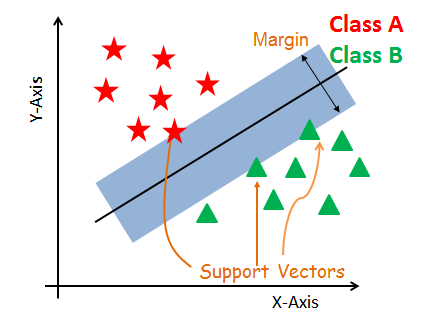 Class A
Margin
Class B
Y-Axis
Support Vectors
X-Axis